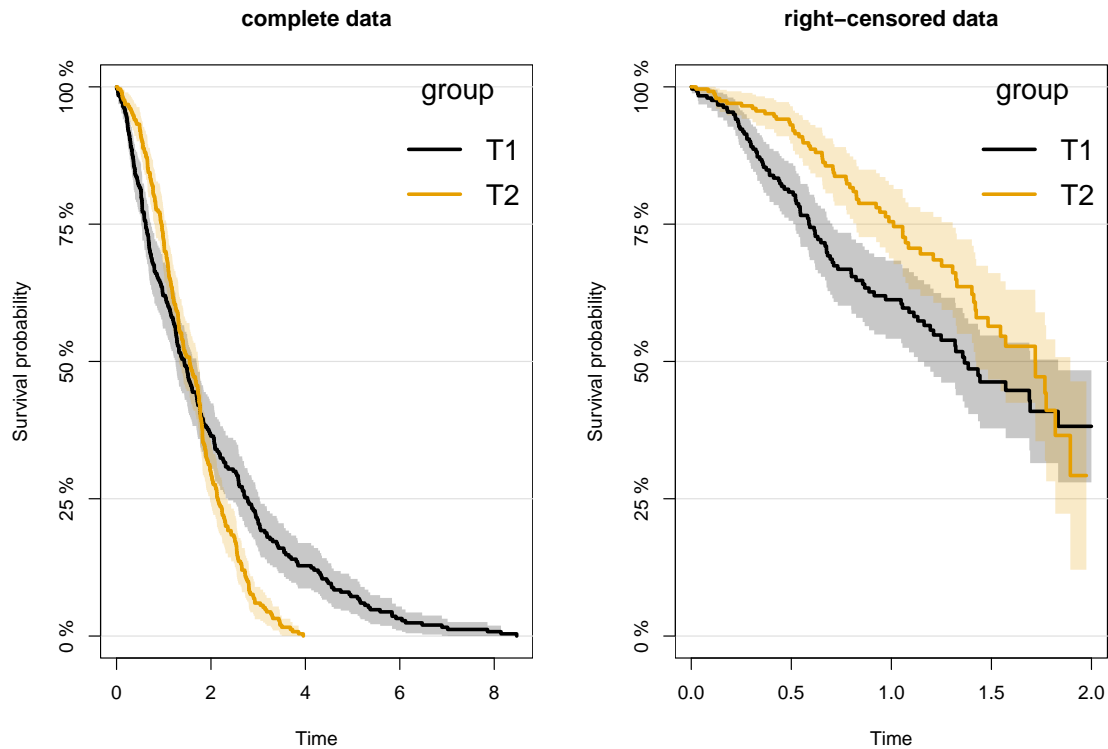 complete data
Survival probability
100 %
75 %
50 %
25 %
0 %
group
T1
T2
0 2 4 6 8
Time
right−censored data
Survival probability
100 %
75 %
50 %
25 %
0 %
group
T1
T2
0.0 0.5 1.0 1.5 2.0
Time